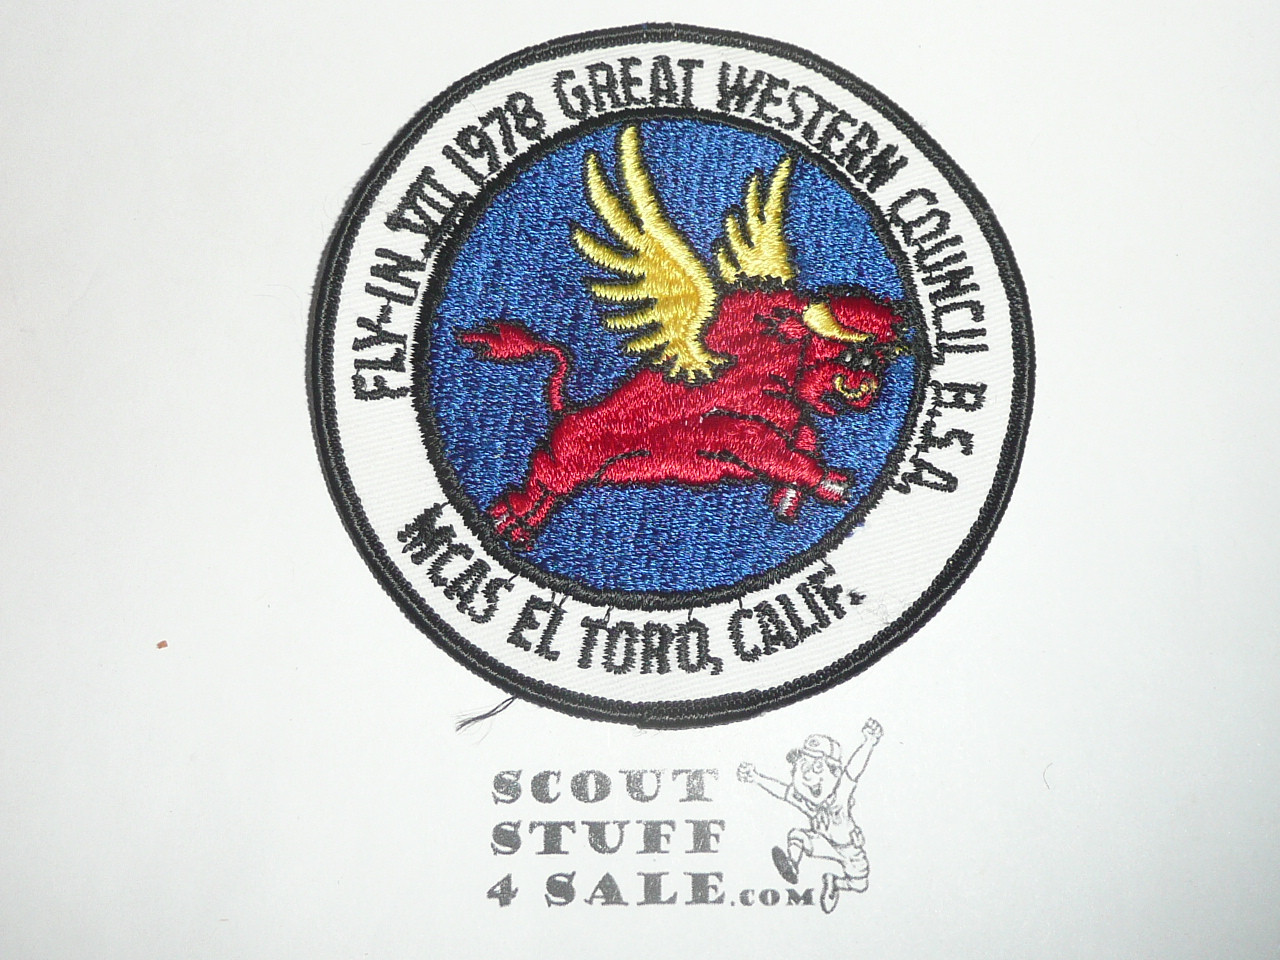 FLY-IN VII, 1978 GREAT WESTERN COUNCIL, B.S.A.
MCAS EL TORO, CALIF.
SCOUT
STUFF
4 SALE.COM